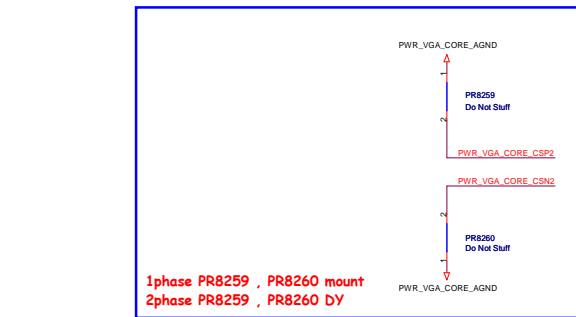 PWR_VGA_CORE_AGND
1
PR8259
Do Not Stuff
2
PWR_VGA_CORE_CSP2
PWR_VGA_CORE_CSN2
2
PR8260
Do Not Stuff
1
1phase PR8259 , PR8260 mount
PWR_VGA_CORE_AGND
2phase PR8259 , PR8260 DY